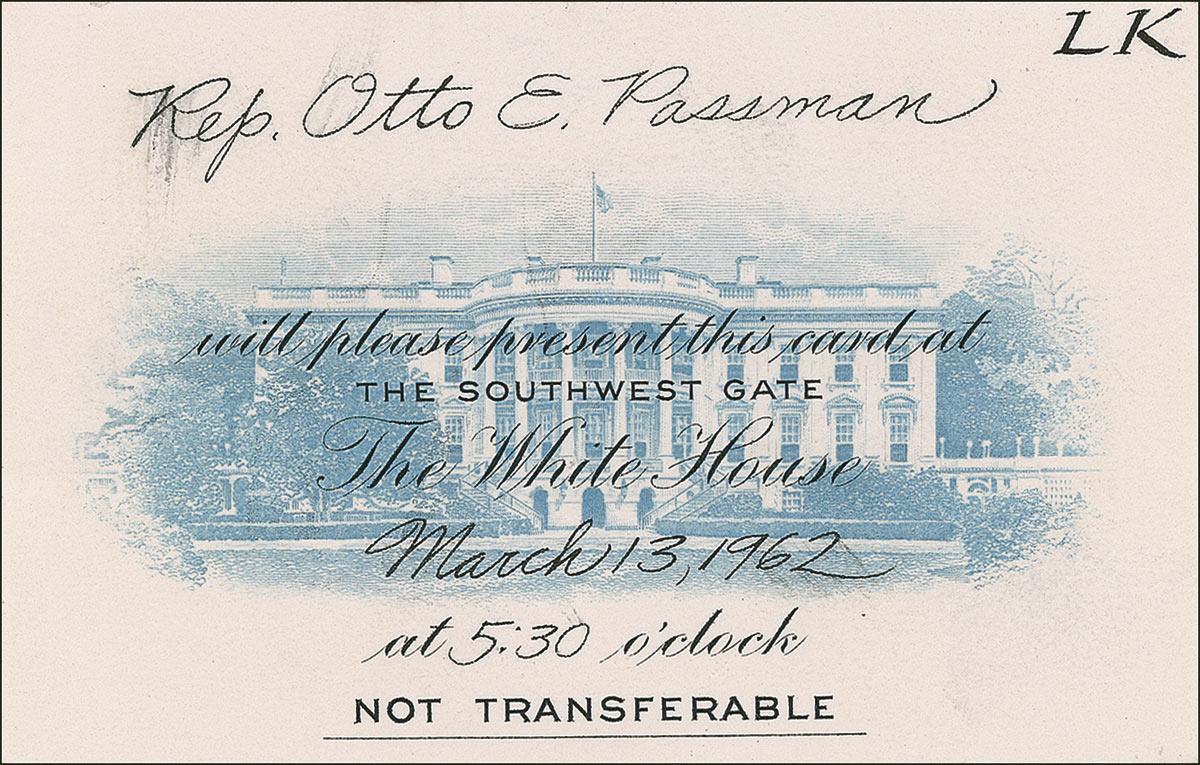 LK
Rep. Otto E. Passman
will please present this card at
THE SOUTHWEST GATE
The White House
March 13, 1962
at 5:30 o'clock
NOT TRANSFERABLE